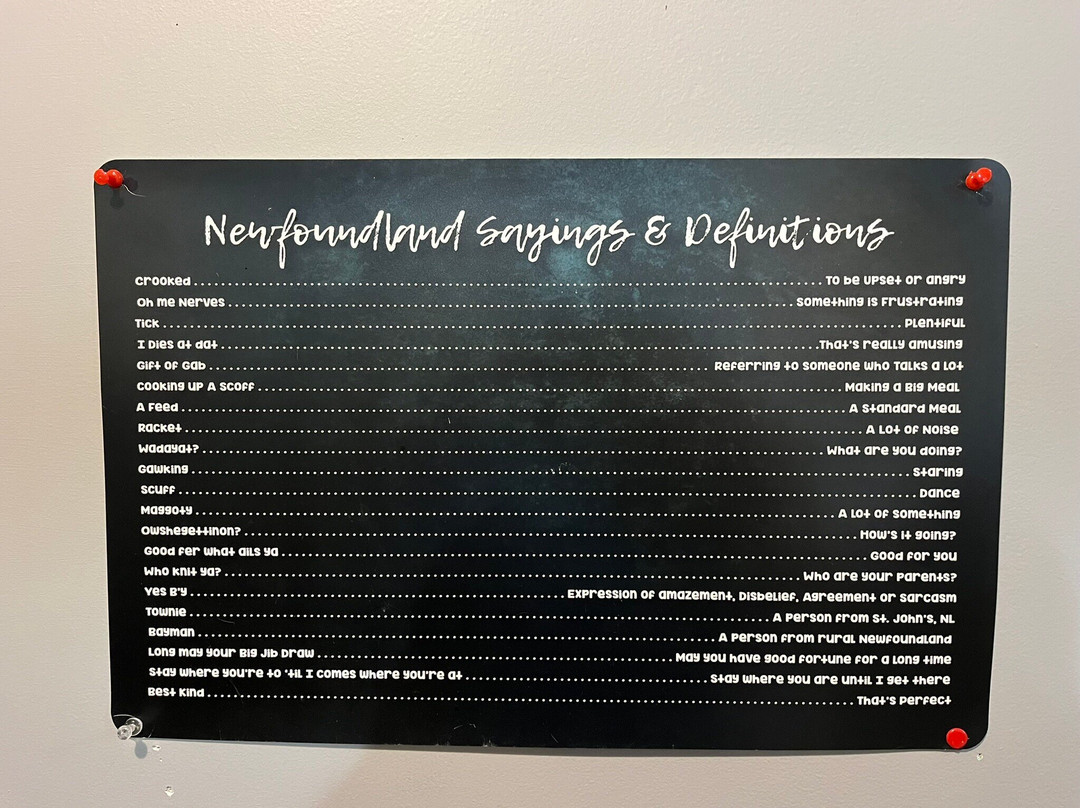 Newfoundland Sayings & Definitions
Crooked ... To be upset or angry
Oh me Nerves ... Something is Frustrating
Tick ... Plentiful
I Dies at dat ... That's really amusing
Gift of Gab ... Referring to someone who Talks a Lot
Cooking up A Scoff ... Making a Big Meal
A Feed ... A Standard Meal
Racket ... A Lot of Noise
Wadayat? ... What are you doing?
Gawking ... Staring
Scuff ... Dance
Maggoty ... A lot of something
Owshegettinon? ... How's it going?
Good fer what ails ya ... Good for you
Who knit ya? ... Who are your Parents?
Yes B'y ... Expression of amazement, Disbelief, Agreement or Sarcasm
Townie ... A Person from St. John's, NL
Bayman ... A Person from rural Newfoundland
Long may your Big Jib Draw ... May you have good fortune for a Long time
Stay where you're to 'til I comes where you're at ... Stay where you are until I get there
Best Kind ... That's Perfect